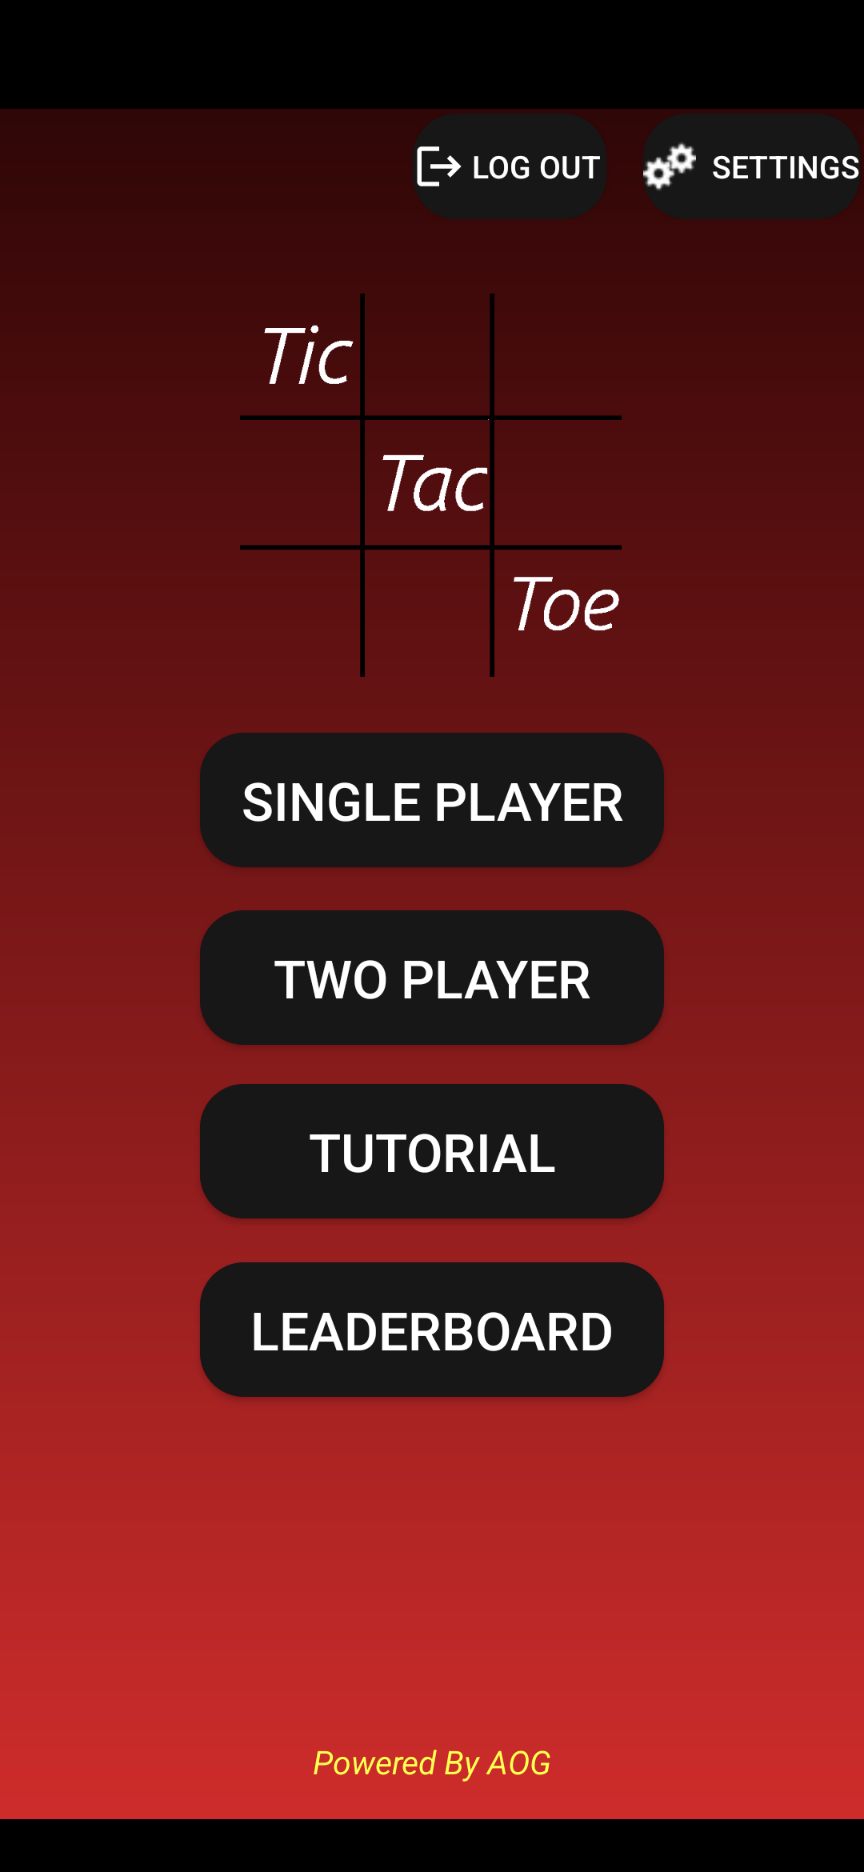 LOG OUT SETTINGS
Tic
Tac
Toe
SINGLE PLAYER
TWO PLAYER
TUTORIAL
LEADERBOARD
Powered By AOG